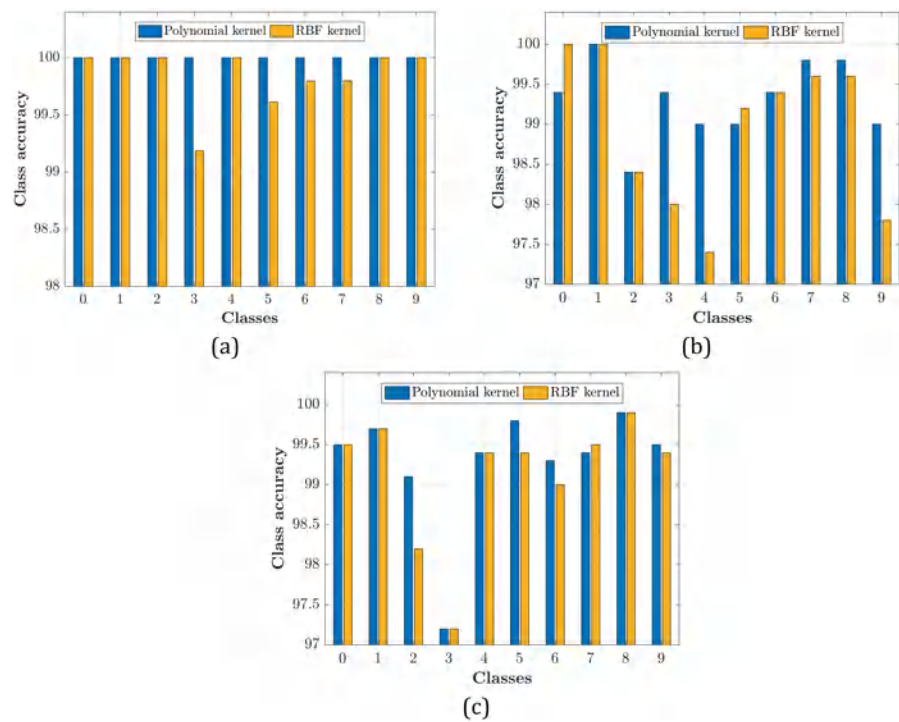 Polynomial kernel RBF kernel
100
99.5
99
98.5
98
Class accuracy
0 1 2 3 4 5 6 7 8 9
Classes
(a)
Polynomial kernel RBF kernel
100
99.5
99
98.5
98
97.5
97
Class accuracy
0 1 2 3 4 5 6 7 8 9
Classes
(b)
Polynomial kernel RBF kernel
100
99.5
99
98.5
98
97.5
97
Class accuracy
0 1 2 3 4 5 6 7 8 9
Classes
(c)